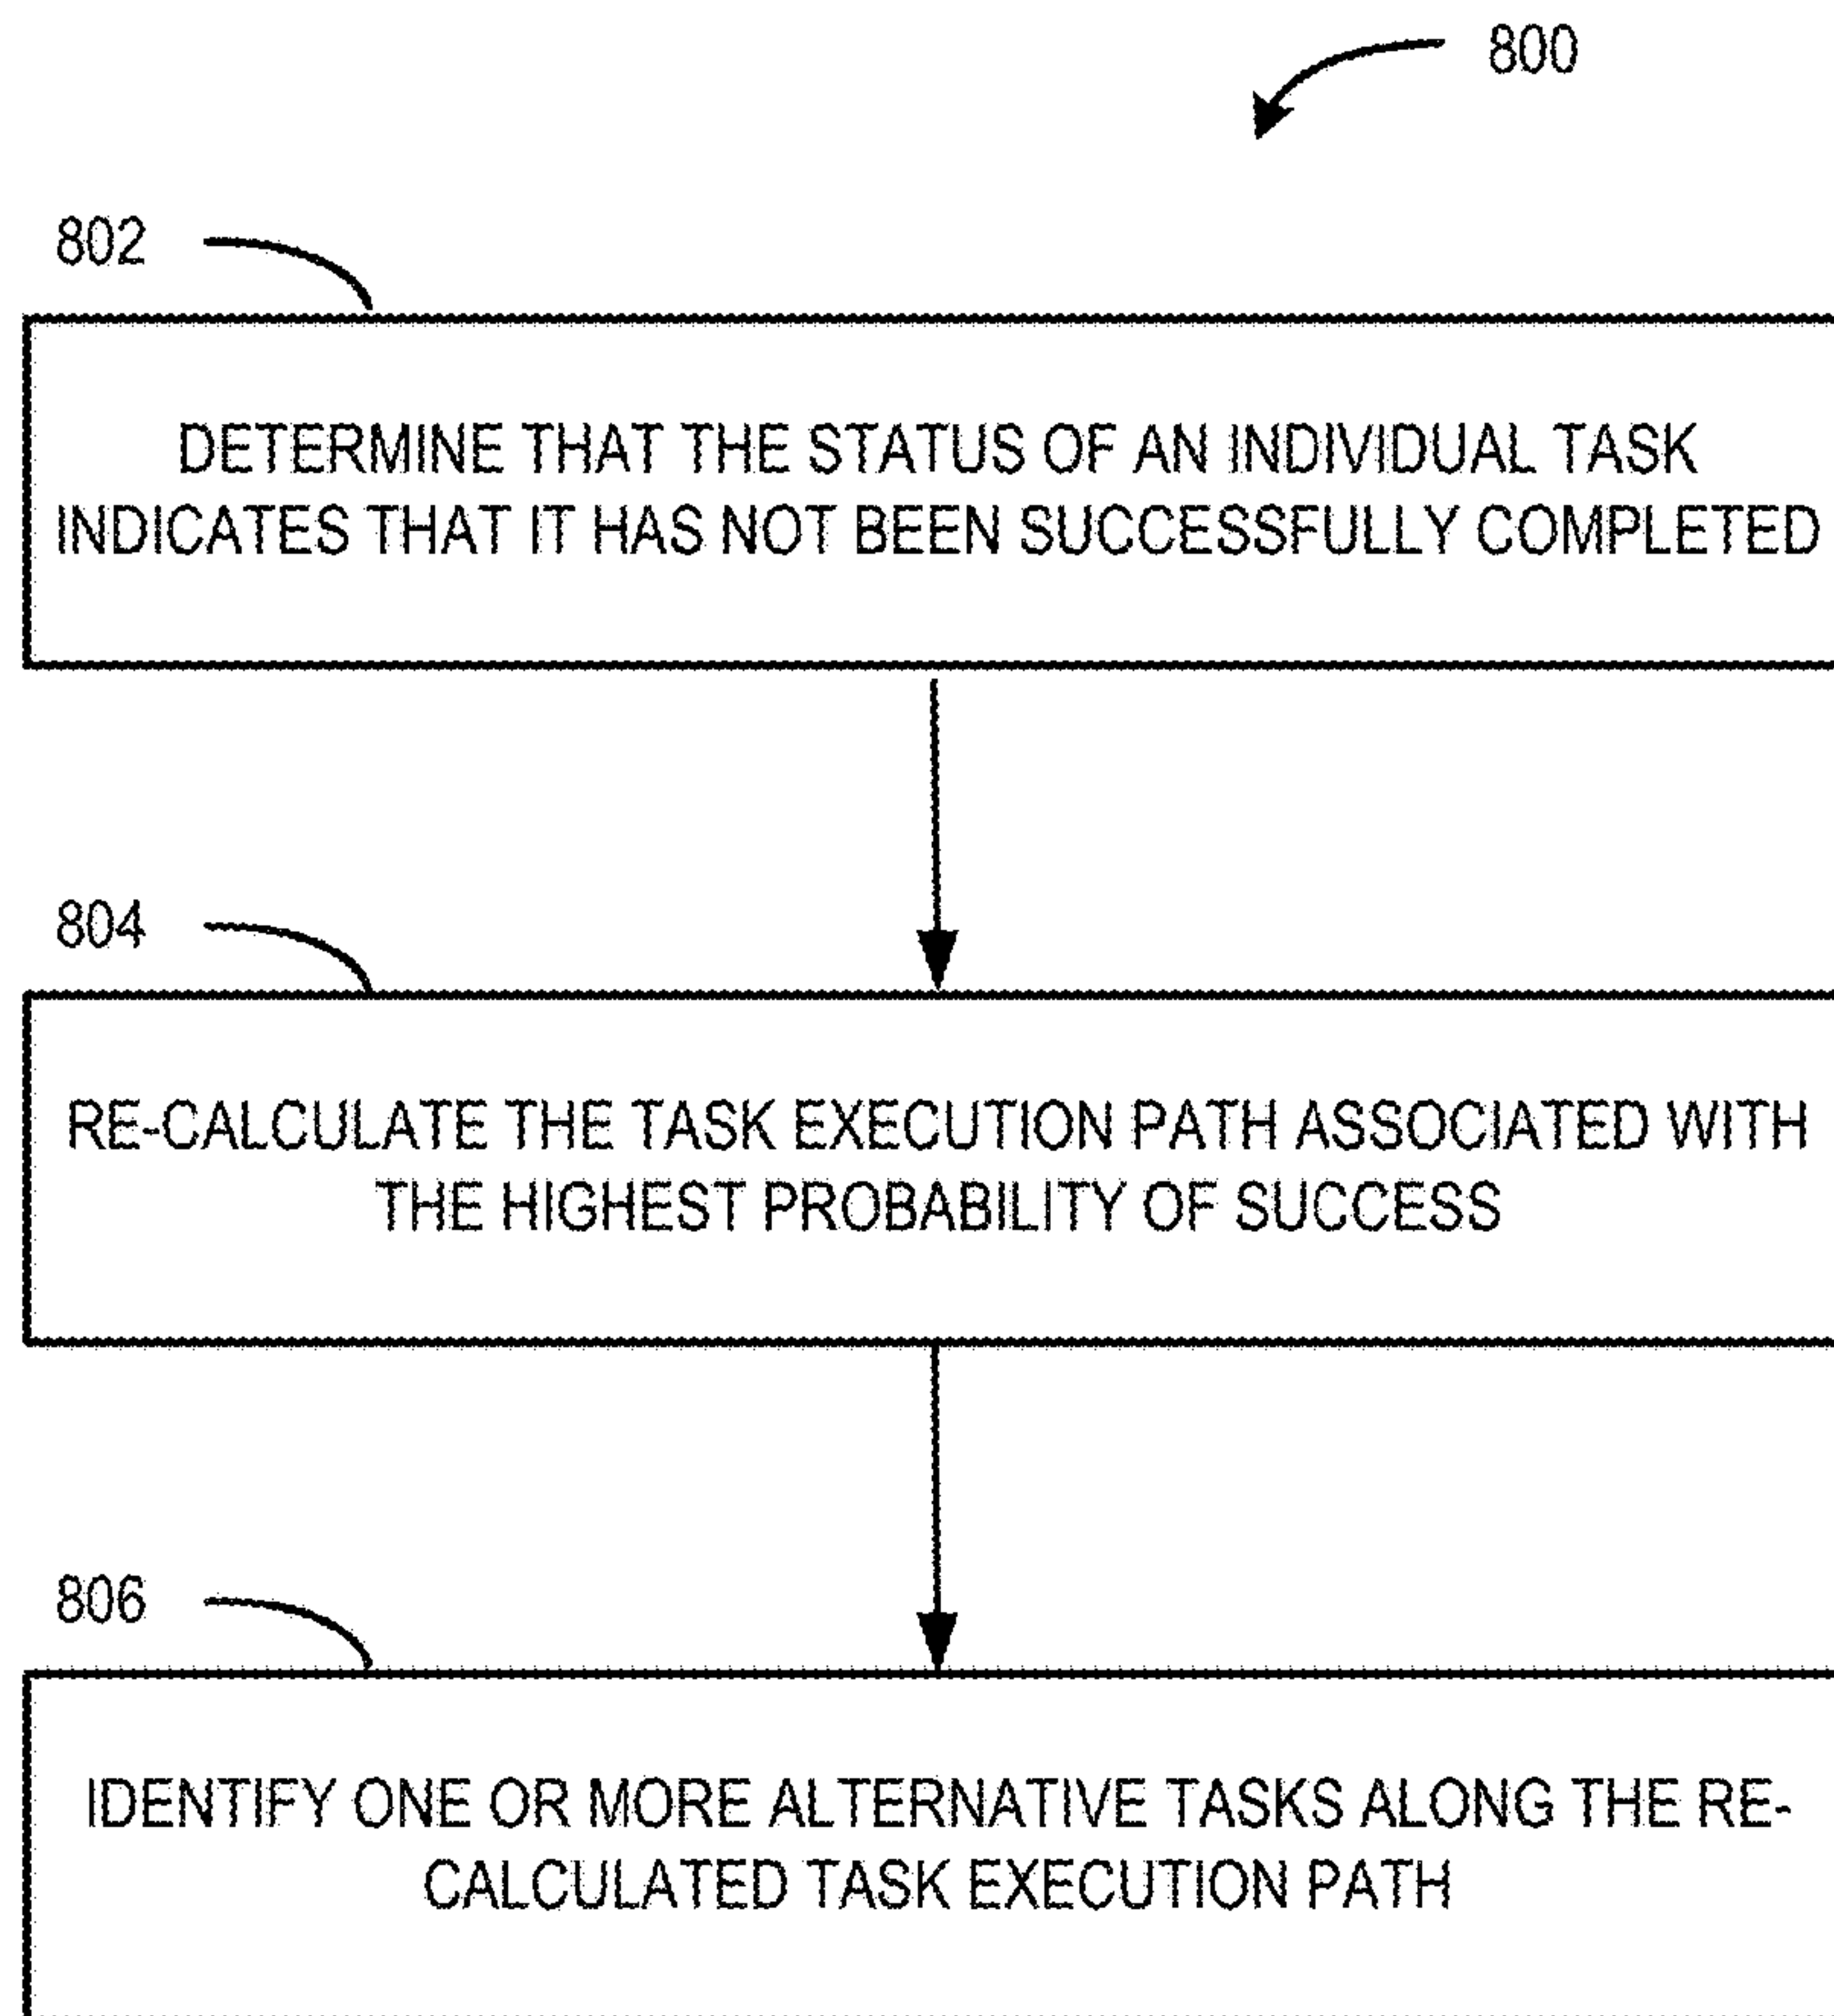 800
802
DETERMINE THAT THE STATUS OF AN INDIVIDUAL TASK
INDICATES THAT IT HAS NOT BEEN SUCCESSFULLY COMPLETED
804
RE-CALCULATE THE TASK EXECUTION PATH ASSOCIATED WITH
THE HIGHEST PROBABILITY OF SUCCESS
806
IDENTIFY ONE OR MORE ALTERNATIVE TASKS ALONG THE RE-
CALCULATED TASK EXECUTION PATH